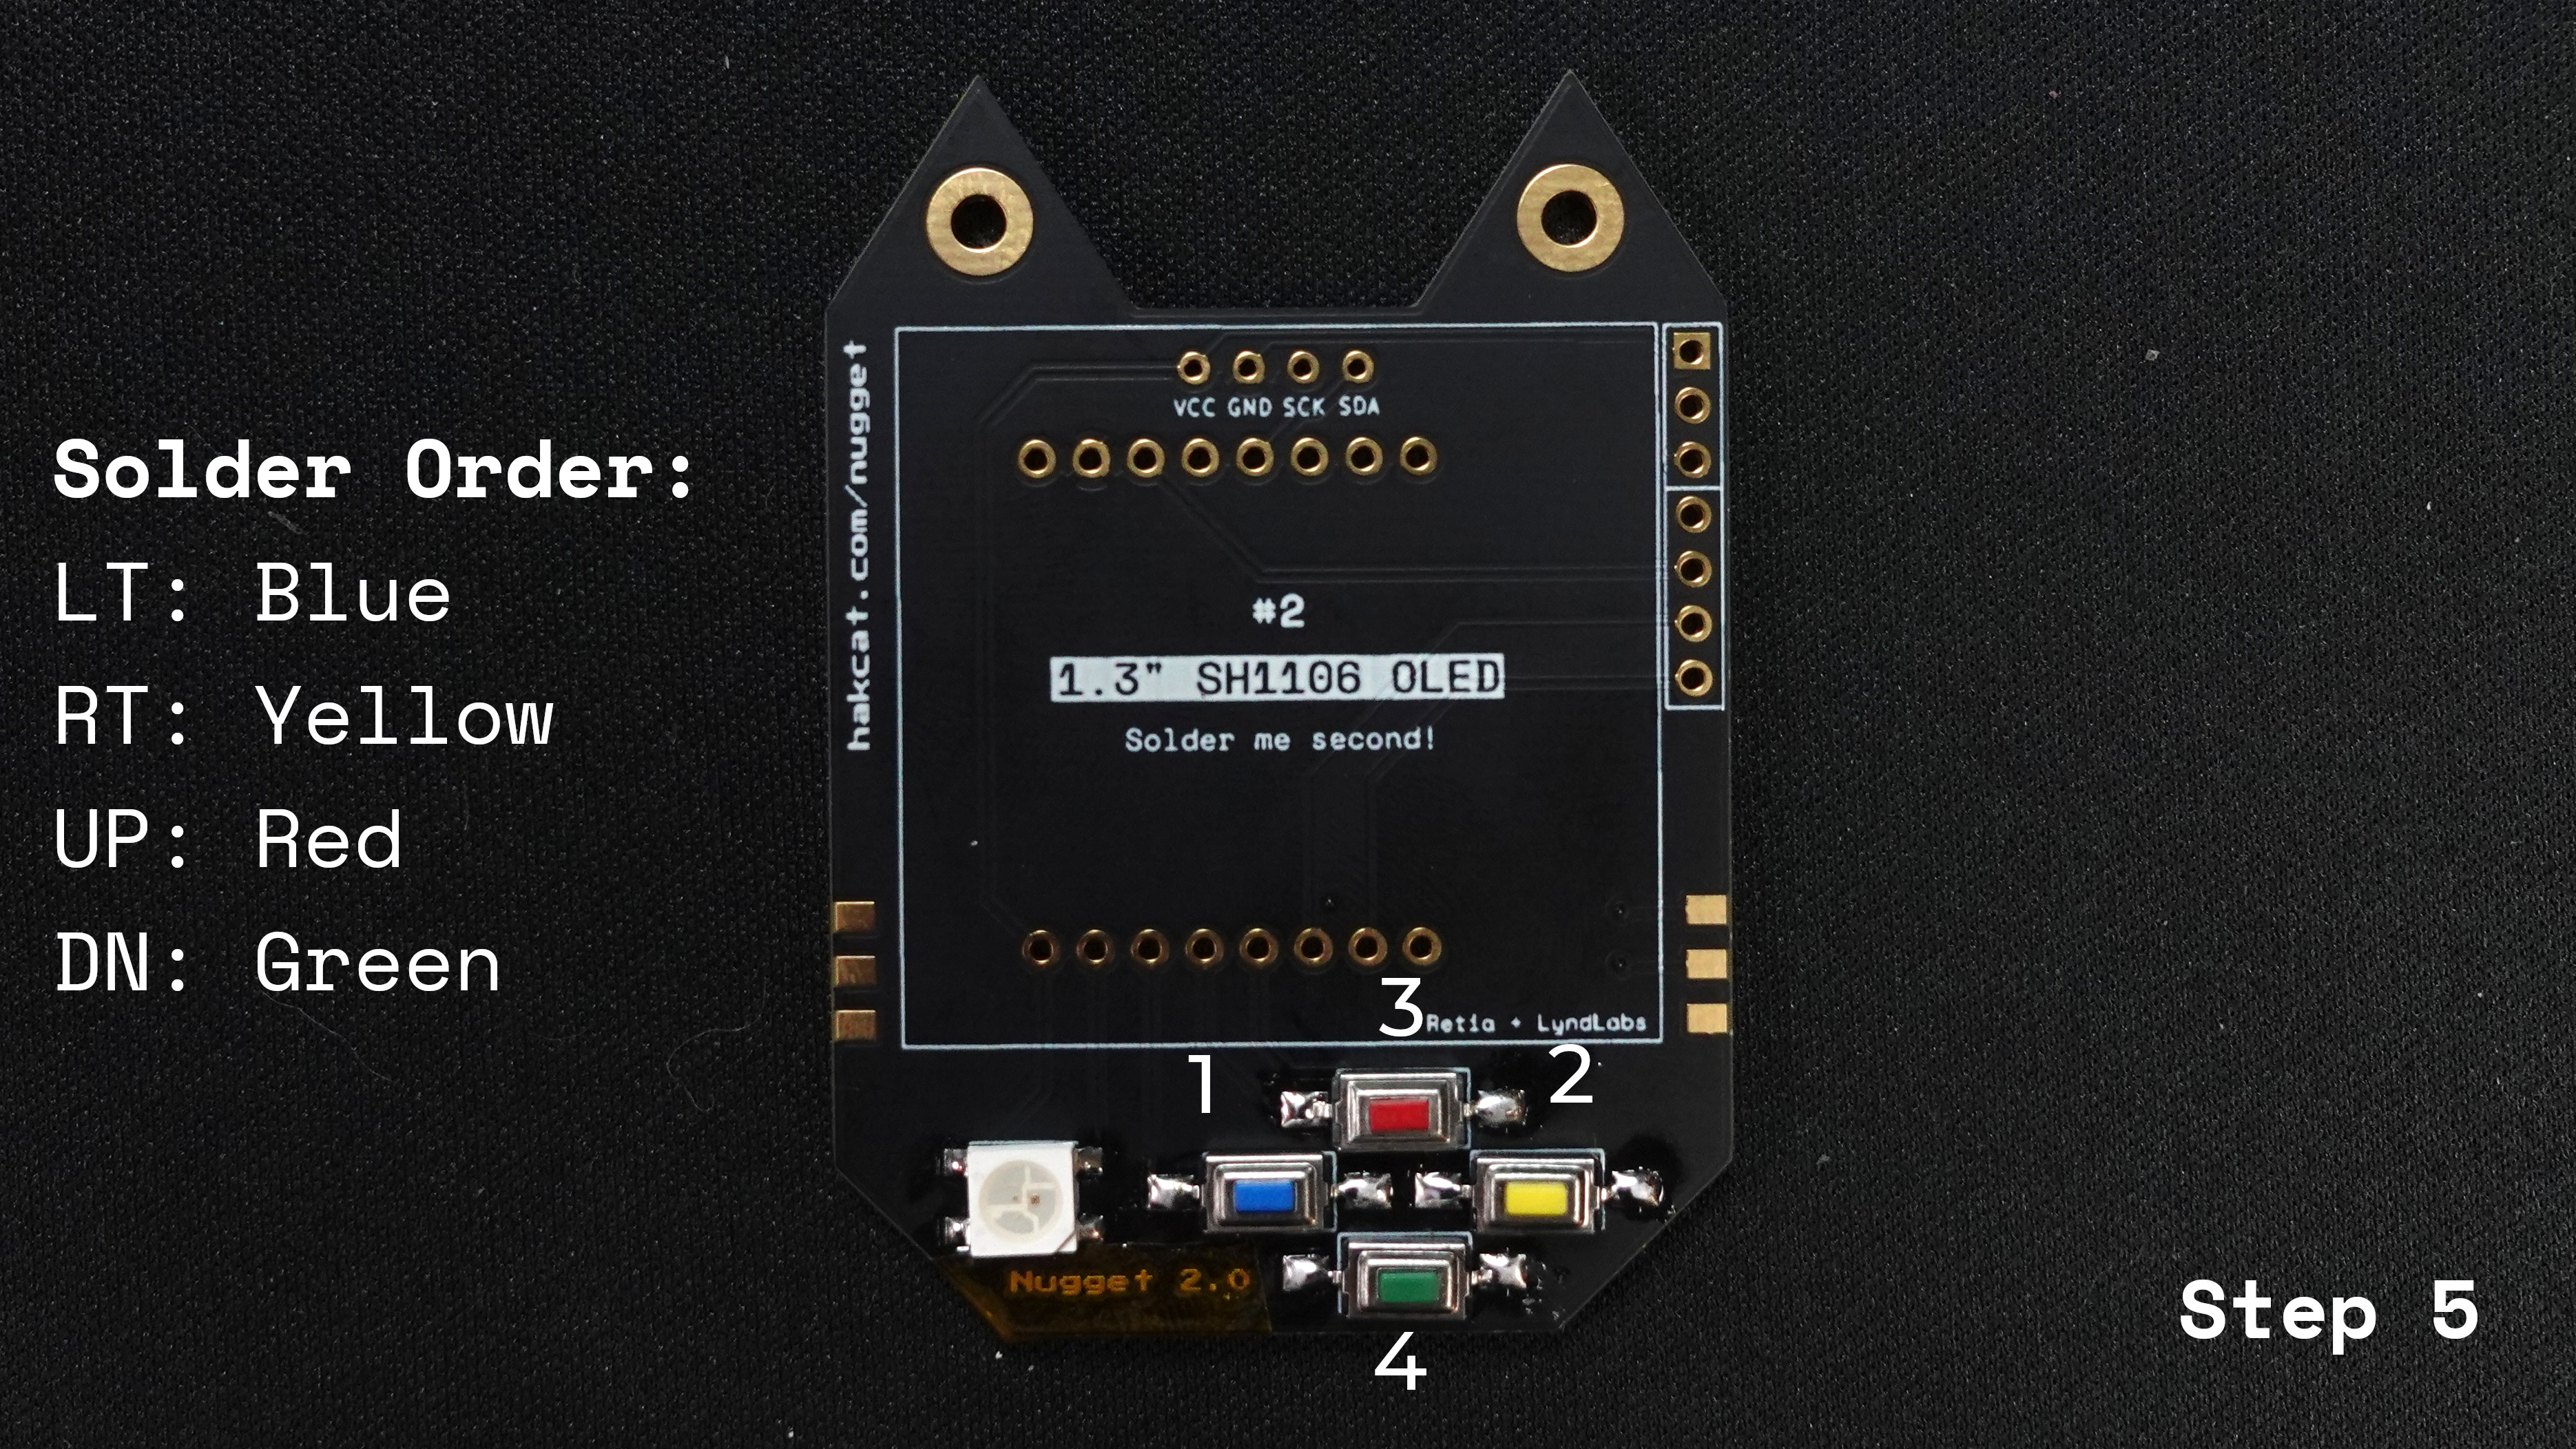 Solder Order:
LT: Blue
RT: Yellow
UP: Red
DN: Green
hakcat.com/nugget
VCC GND SCK SDA
#2
1.3" SH1106 OLED
Solder me second!
Retia + LyndLabs
3
1
2
Nugget 2.0
4
Step 5